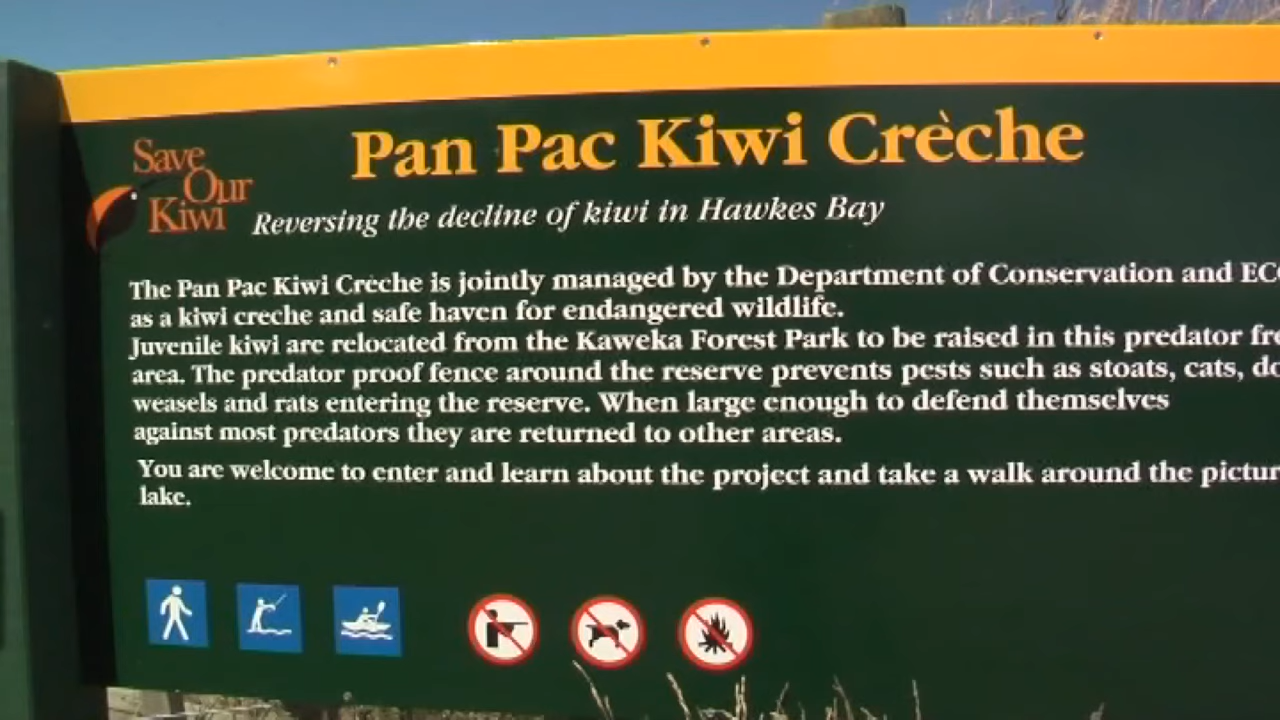 Save
Our
Kiwi
Pan Pac Kiwi Crèche
Reversing the decline of kiwi in Hawkes Bay
The Pan Pac Kiwi Crèche is jointly managed by the Department of Conservation and
as a kiwi creche and safe haven for endangered wildlife.
Juvenile kiwi are relocated from the Kaweka Forest Park to be raised in this predator
area. The predator proof fence around the reserve prevents pests such as stoats, cats,
weasels and rats entering the reserve. When large enough to defend themselves
against most predators they are returned to other areas.
You are welcome to enter and learn about the project and take a walk around the
lake.